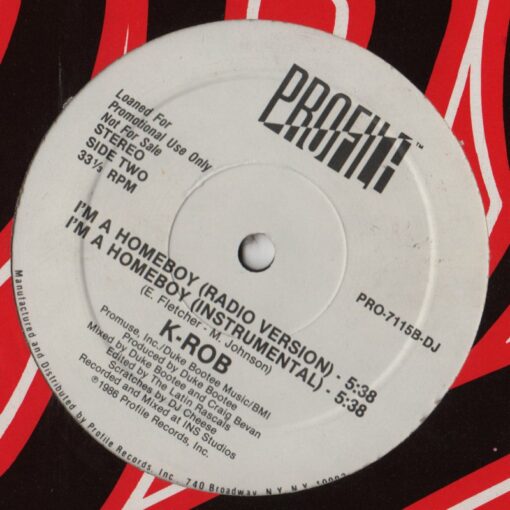 PROFILE™
Loaned For
Promotional Use Only
Not For Sale
STEREO
SIDE TWO
33⅓ RPM
PRO-7115B-DJ
I'M A HOMEBOY (RADIO VERSION) - 5:38
I'M A HOMEBOY (INSTRUMENTAL) - 5:38
(E. Fletcher - M. Johnson)
K-ROB
Promuse, Inc./Duke Bootee Music/BMI
Produced by Duke Bootee
Mixed by Duke Bootee and Craig Bevan
Edited by The Latin Rascals
Scratches by DJ Cheese
Recorded and Mixed at INS Studios
©1986 Profile Records, Inc.
Manufactured and Distributed by Profile Records, Inc. 740 Broadway, N.Y., N.Y.